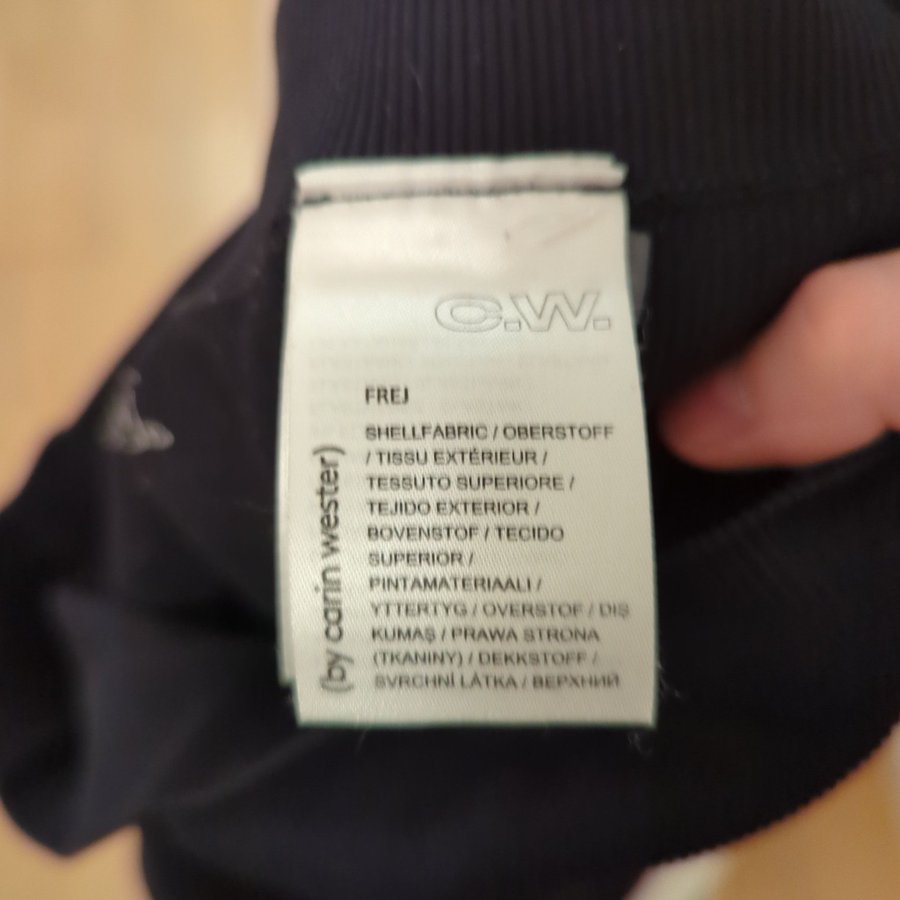 C.W.
FREJ
SHELLFABRIC / OBERSTOFF
/ TISSU EXTÉRIEUR /
TESSUTO SUPERIORE /
TEJIDO EXTERIOR /
BOVENSTOF / TECIDO
SUPERIOR /
PINTAMATERIAALI /
YTTERTYG / OVERSTOF / DIŞ
KUMAŞ / PRAWA STRONA
(TKANINY) / DEKKSTOFF /
SVRCHNÍ LÁTKA / ВЕРХНИЙ
(by carin wester)